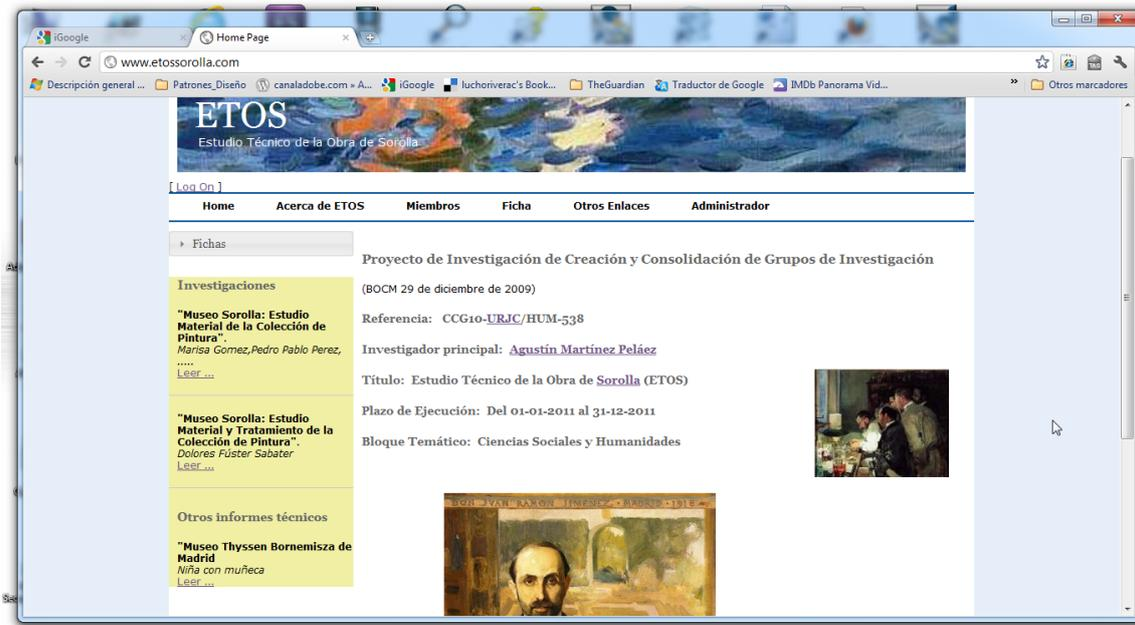 iGoogle
Home Page
www.etossorolla.com
Descripción general ...
Patrones_Diseño
canaladobe.com » A...
iGoogle
luchoriverac's Book...
TheGuardian
Traductor de Google
IMDb Panorama Vid...
»
Otros marcadores
ETOS
Estudio Técnico de la Obra de Sorolla
[ Log On ]
Home Acerca de ETOS Miembros Ficha Otros Enlaces Administrador
Fichas
Investigaciones
"Museo Sorolla: Estudio
Material de la Colección de
Pintura".
Marisa Gomez,Pedro Pablo Perez,
.....
Leer ...
"Museo Sorolla: Estudio
Material y Tratamiento de la
Colección de Pintura".
Dolores Fúster Sabater
Leer ...
Otros informes técnicos
"Museo Thyssen Bornemisza de
Madrid
Niña con muñeca
Leer ...
Proyecto de Investigación de Creación y Consolidación de Grupos de Investigación
(BOCM 29 de diciembre de 2009)
Referencia: CCG10-URJC/HUM-538
Investigador principal: Agustín Martínez Peláez
Título: Estudio Técnico de la Obra de Sorolla (ETOS)
Plazo de Ejecución: Del 01-01-2011 al 31-12-2011
Bloque Temático: Ciencias Sociales y Humanidades
DON JVAN RAMON JIMENEZ · MADRID · 1916